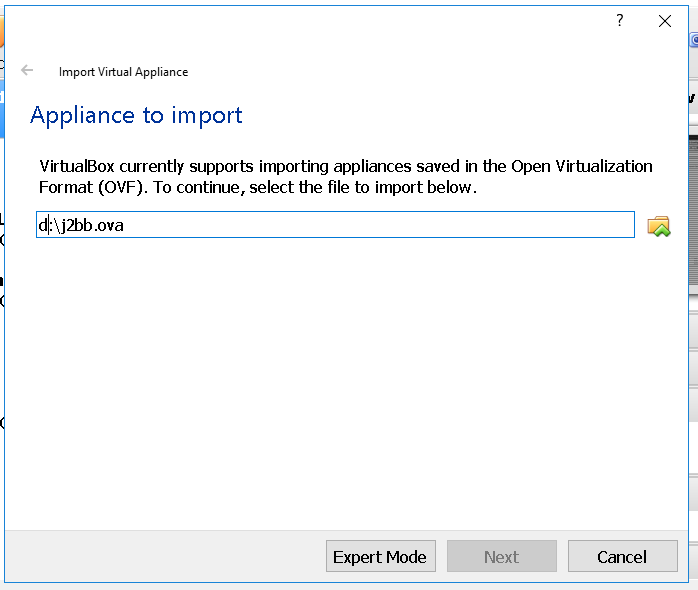 ?
Import Virtual Appliance
Appliance to import
VirtualBox currently supports importing appliances saved in the Open Virtualization
Format (OVF). To continue, select the file to import below.
d:\j2bb.ova
Expert Mode
Next
Cancel